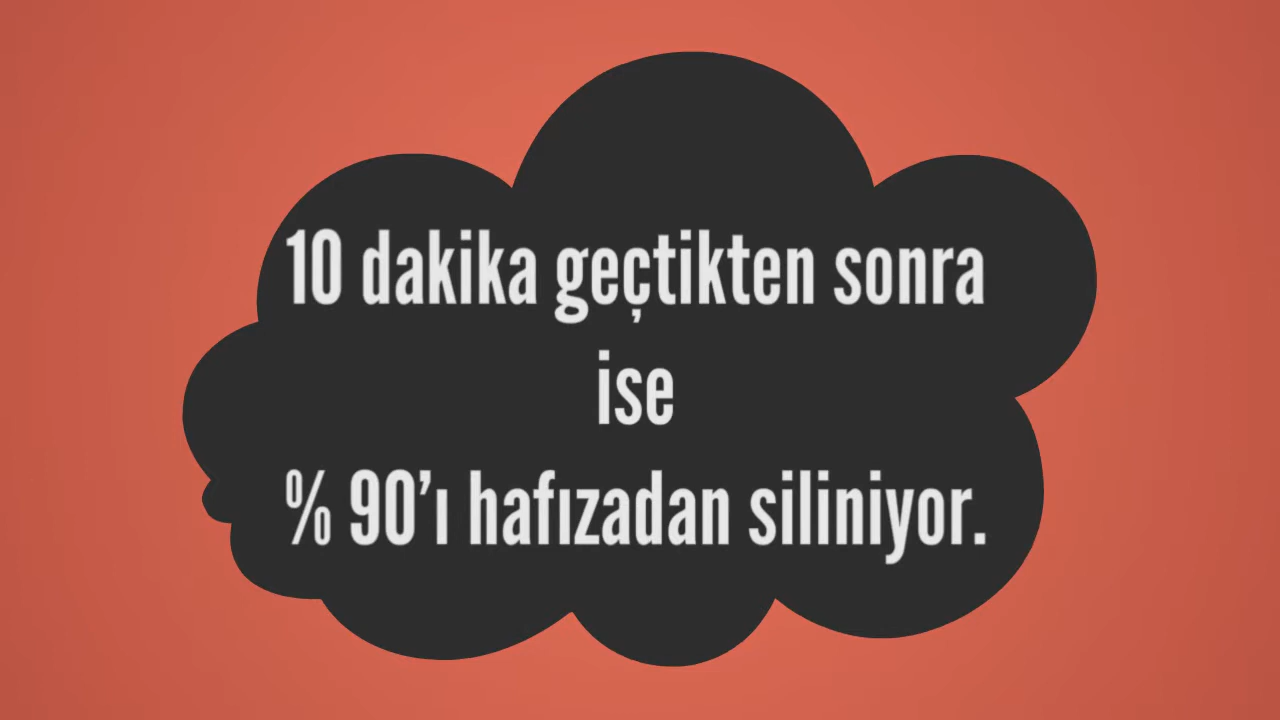 10 dakika geçtikten sonra
ise
% 90’ı hafızadan siliniyor.